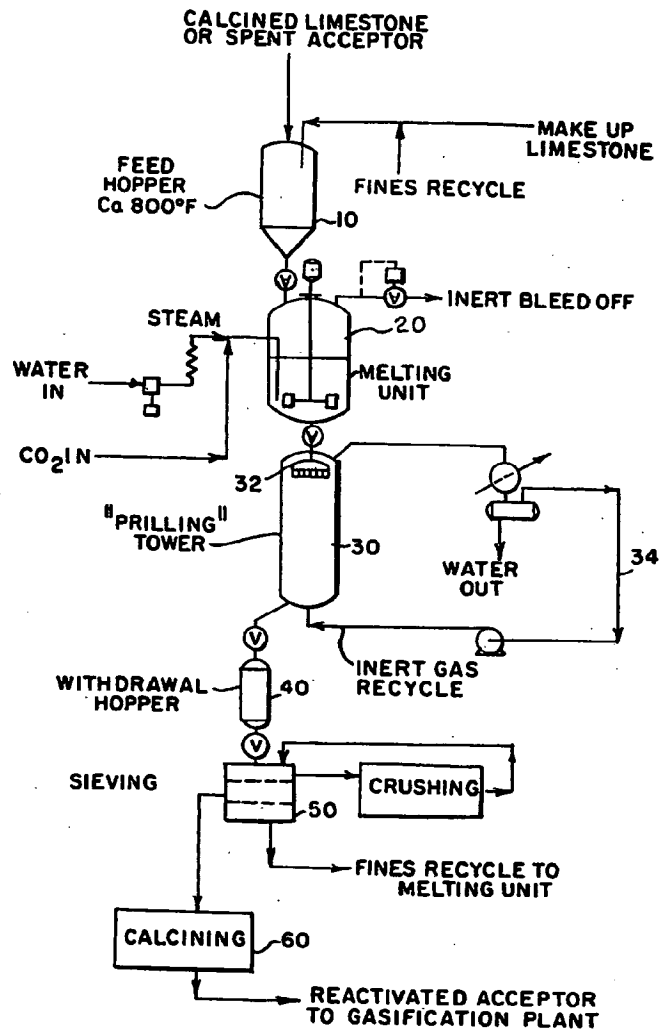 CALCINED LIMESTONE
OR SPENT ACCEPTOR
MAKE UP
LIMESTONE
FEED
HOPPER
Ca 800°F
FINES RECYCLE
10
V
V
INERT BLEED OFF
STEAM
20
WATER
IN
MELTING
UNIT
CO2 IN
V
32
"PRILLING"
TOWER
30
WATER
OUT
34
V
INERT GAS
RECYCLE
WITHDRAWAL
HOPPER
40
V
SIEVING
CRUSHING
50
FINES RECYCLE TO
MELTING UNIT
CALCINING
60
REACTIVATED ACCEPTOR
TO GASIFICATION PLANT